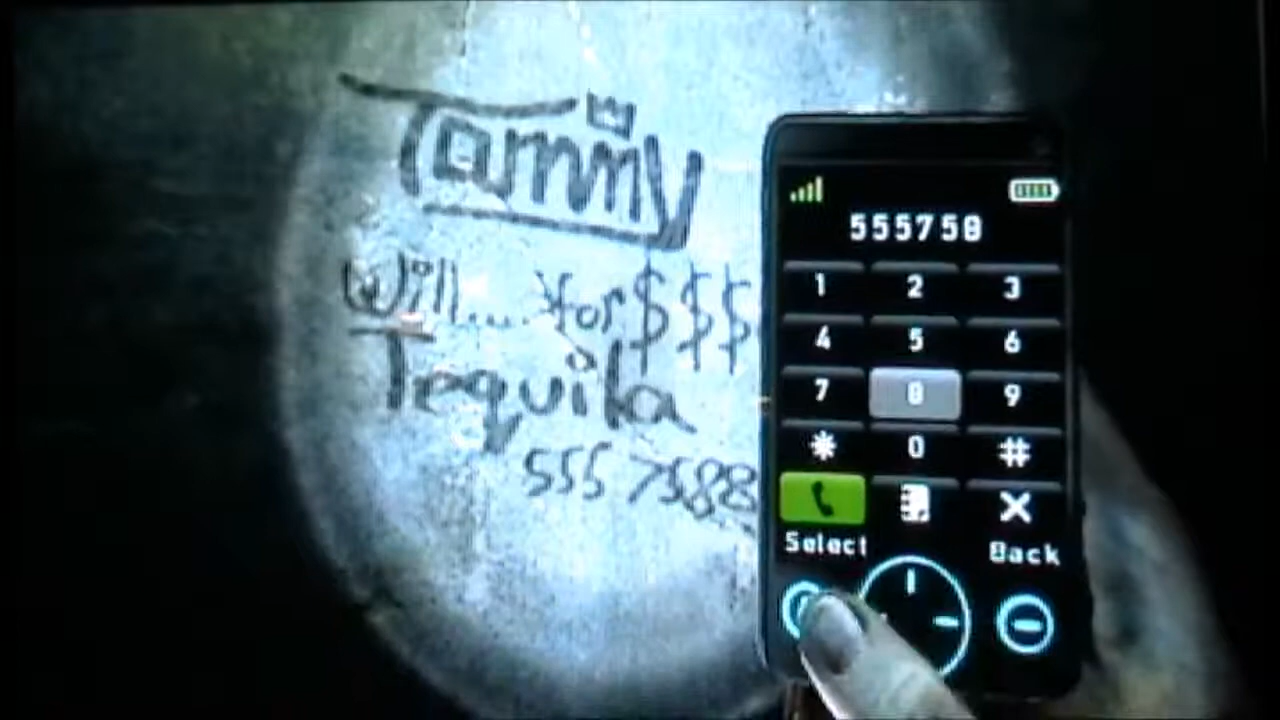 Tammy
Will.... for $$$
Tequila
555 7588
555758
1 2 3
4 5 6
7 8 9
* 0 #
Select Back